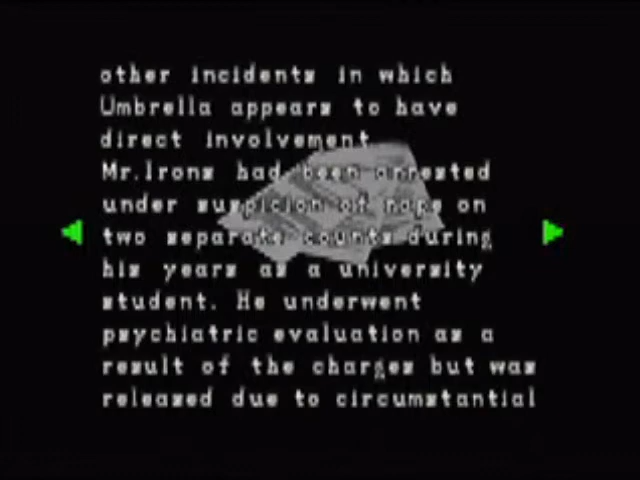 other incidents in which
Umbrella appears to have
direct involvement.
Mr.Irons had been arrested
under suspicion of rape on
two separate counts during
his years as a university
student. He underwent
psychiatric evaluation as a
result of the charges but was
released due to circumstantial